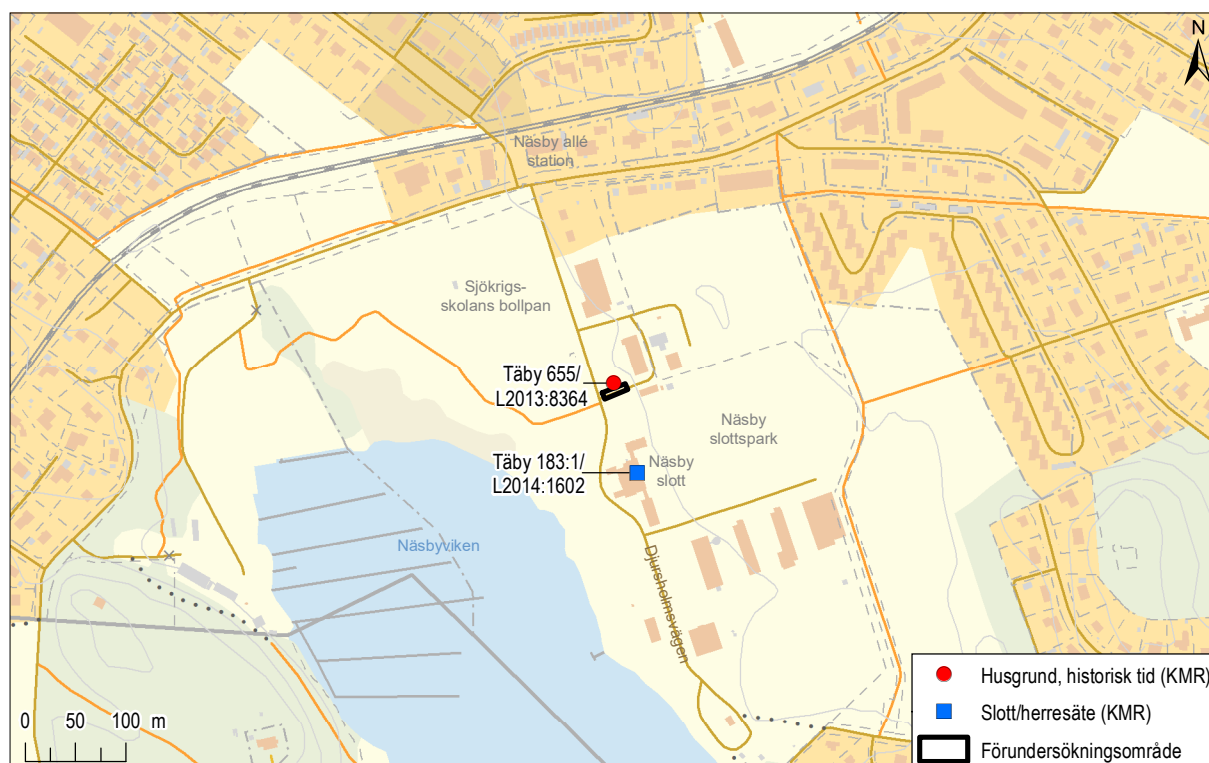 N
Näsby allé
station
Sjökrigs-
skolans bollpan
Täby 655/
L2013:8364
Näsby
slottspark
Täby 183:1/
L2014:1602
Näsby
slott
Näsbyviken
Djursholmsvägen
Husgrund, historisk tid (KMR)
Slott/herresäte (KMR)
Förundersökningsområde
0 50 100 m